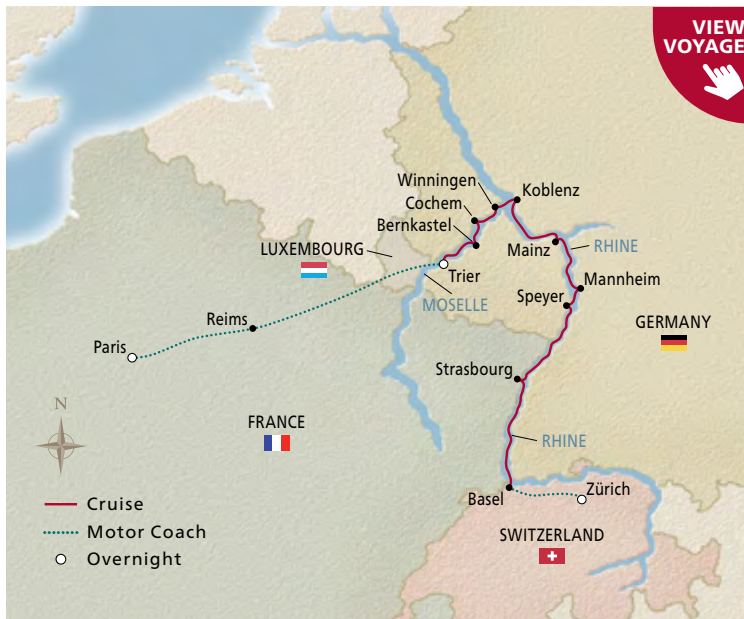 VIEW
VOYAGE
Winningen
Koblenz
Cochem
Bernkastel
Mainz
RHINE
LUXEMBOURG
Trier
Mannheim
MOSELLE
Speyer
Reims
GERMANY
Paris
Strasbourg
N
FRANCE
RHINE
Basel
Zürich
Cruise
Motor Coach
SWITZERLAND
Overnight